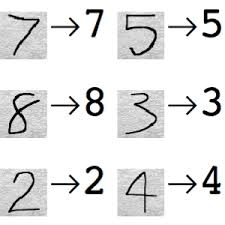 7 → 7 5 → 5
8 → 8 3 → 3
2 → 2 4 → 4